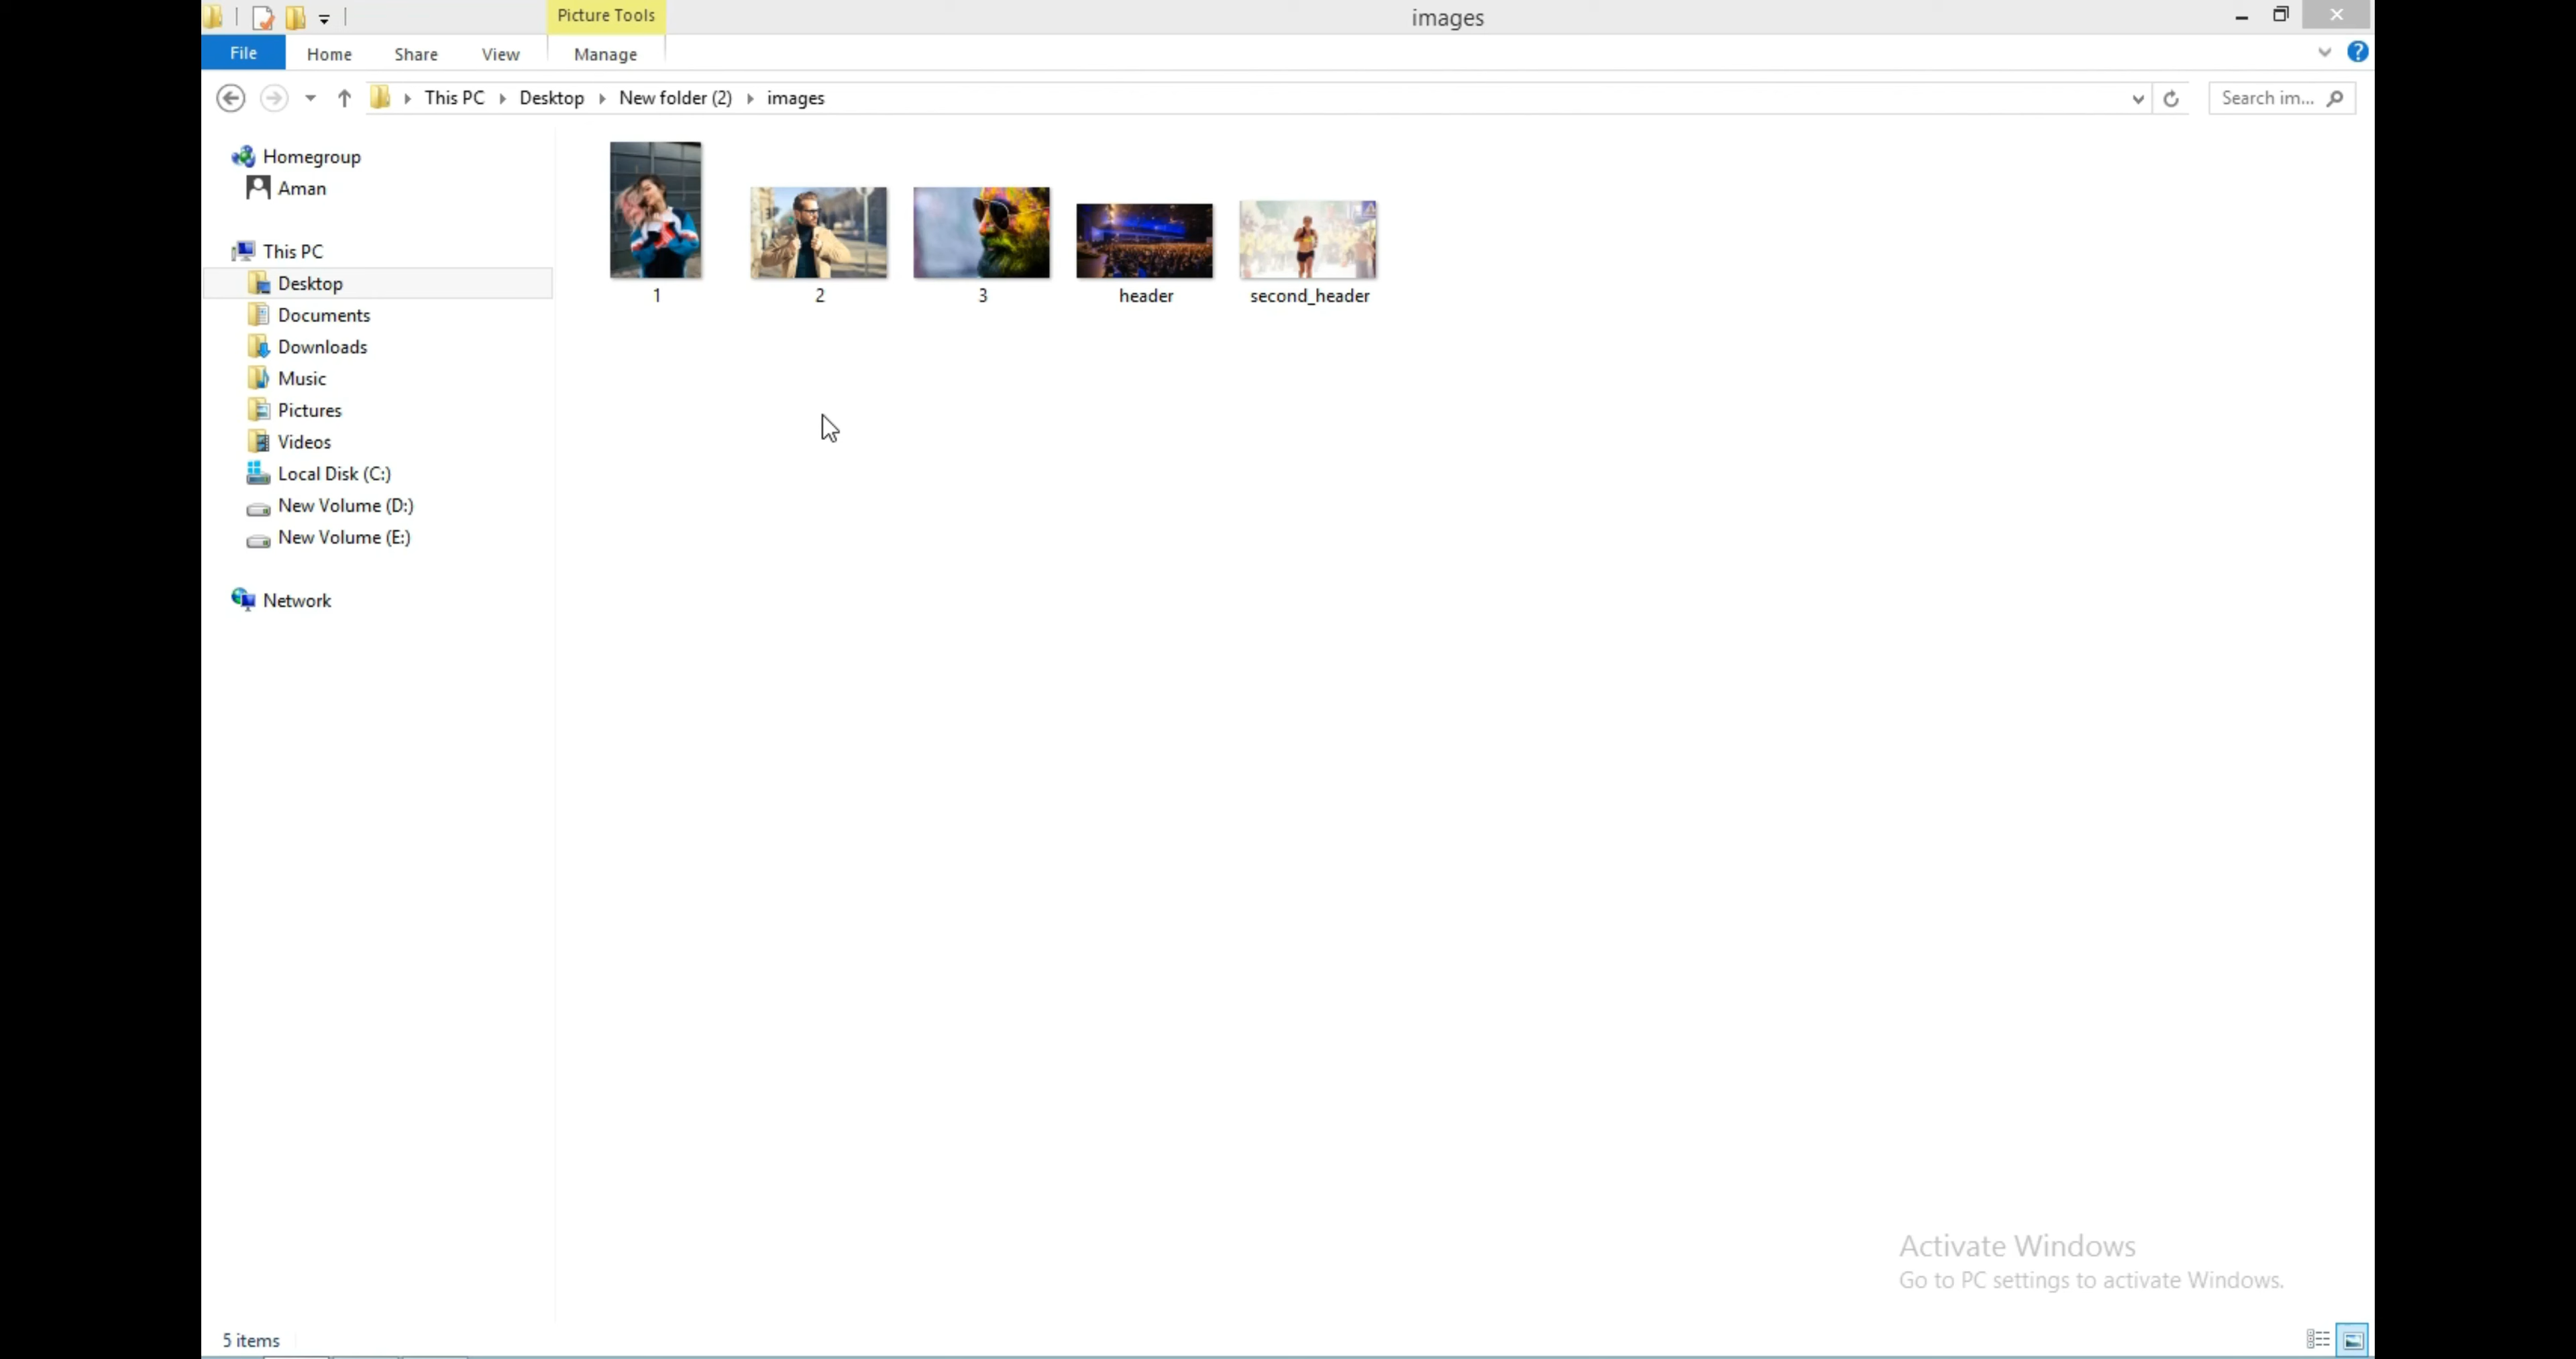 Picture Tools
images
File Home Share View Manage
This PC Desktop New folder (2) images
Search im...
Homegroup
Aman
This PC
Desktop
Documents
Downloads
Music
Pictures
Videos
Local Disk (C:)
New Volume (D:)
New Volume (E:)
Network
1 2 3 header second_header
Activate Windows
Go to PC settings to activate Windows.
5 items